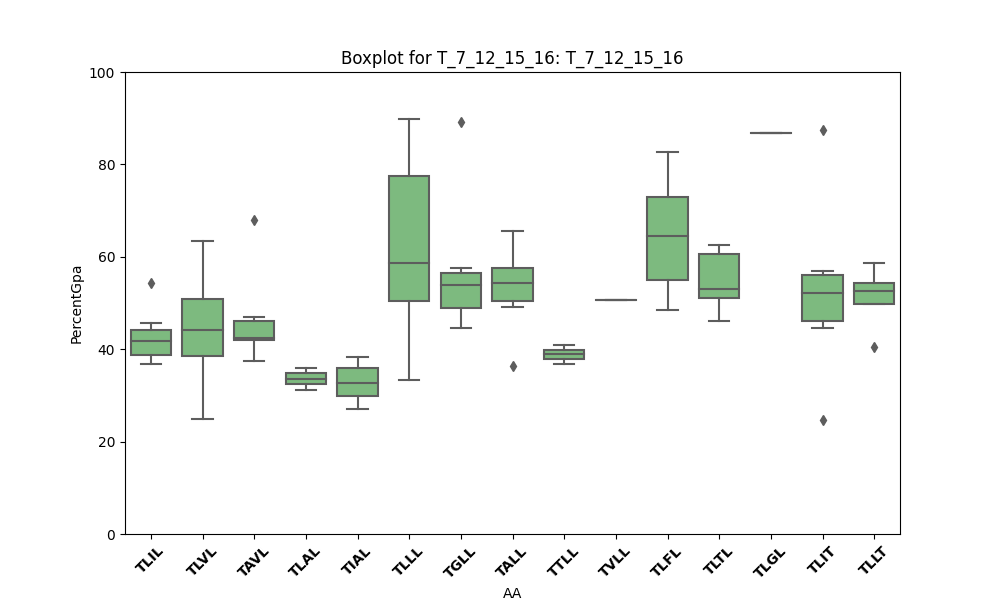 Boxplot for T_7_12_15_16: T_7_12_15_16
100
80
60
40
20
0
PercentGpa
TLIL TLVL TAVL TLAL TIAL TLLL TGLL TALL TTLL TVLL TLFL TLTL TLGL TLIT TLLT
AA